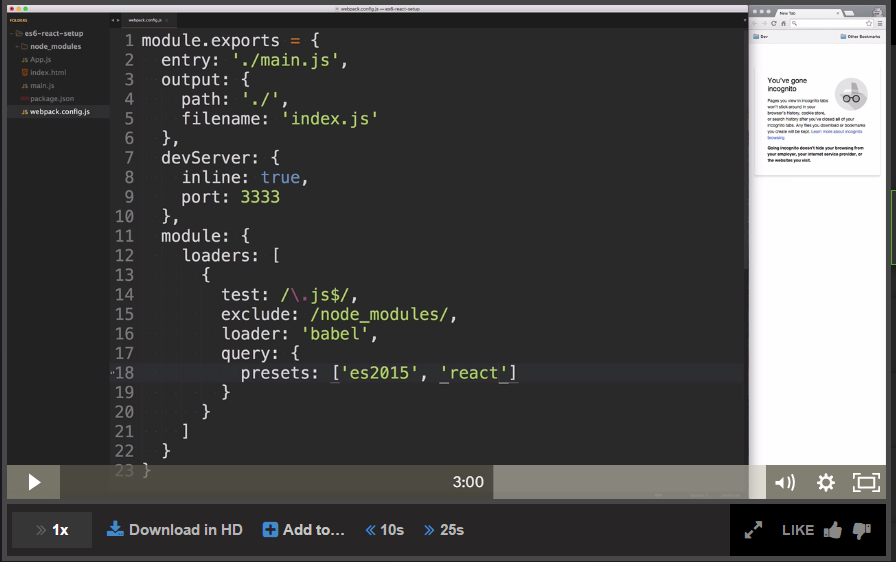 webpack.config.js — es6-react-setup
FOLDERS
es6-react-setup
node_modules
App.js
index.html
main.js
package.json
webpack.config.js
webpack.config.js
1 module.exports = {
2 entry: './main.js',
3 output: {
4 path: './',
5 filename: 'index.js'
6 },
7 devServer: {
8 inline: true,
9 port: 3333
10 },
11 module: {
12 loaders: [
13 {
14 test: /\.js$/,
15 exclude: /node_modules/,
16 loader: 'babel',
17 query: {
18 presets: ['es2015', 'react']
19 }
20 }
21 ]
22 }
23 }
New Tab
Dev
Other Bookmarks
You've gone
incognito
Pages you view in incognito tabs
won't stick around in your
browser's history, cookie store,
or search history after you've closed all of your
incognito tabs. Any files you download or bookmarks
you create will be kept. Learn more about incognito
browsing
Going incognito doesn't hide your browsing from
your employer, your internet service provider, or
the websites you visit.
3:00
1x
Download in HD
Add to...
10s
25s
LIKE